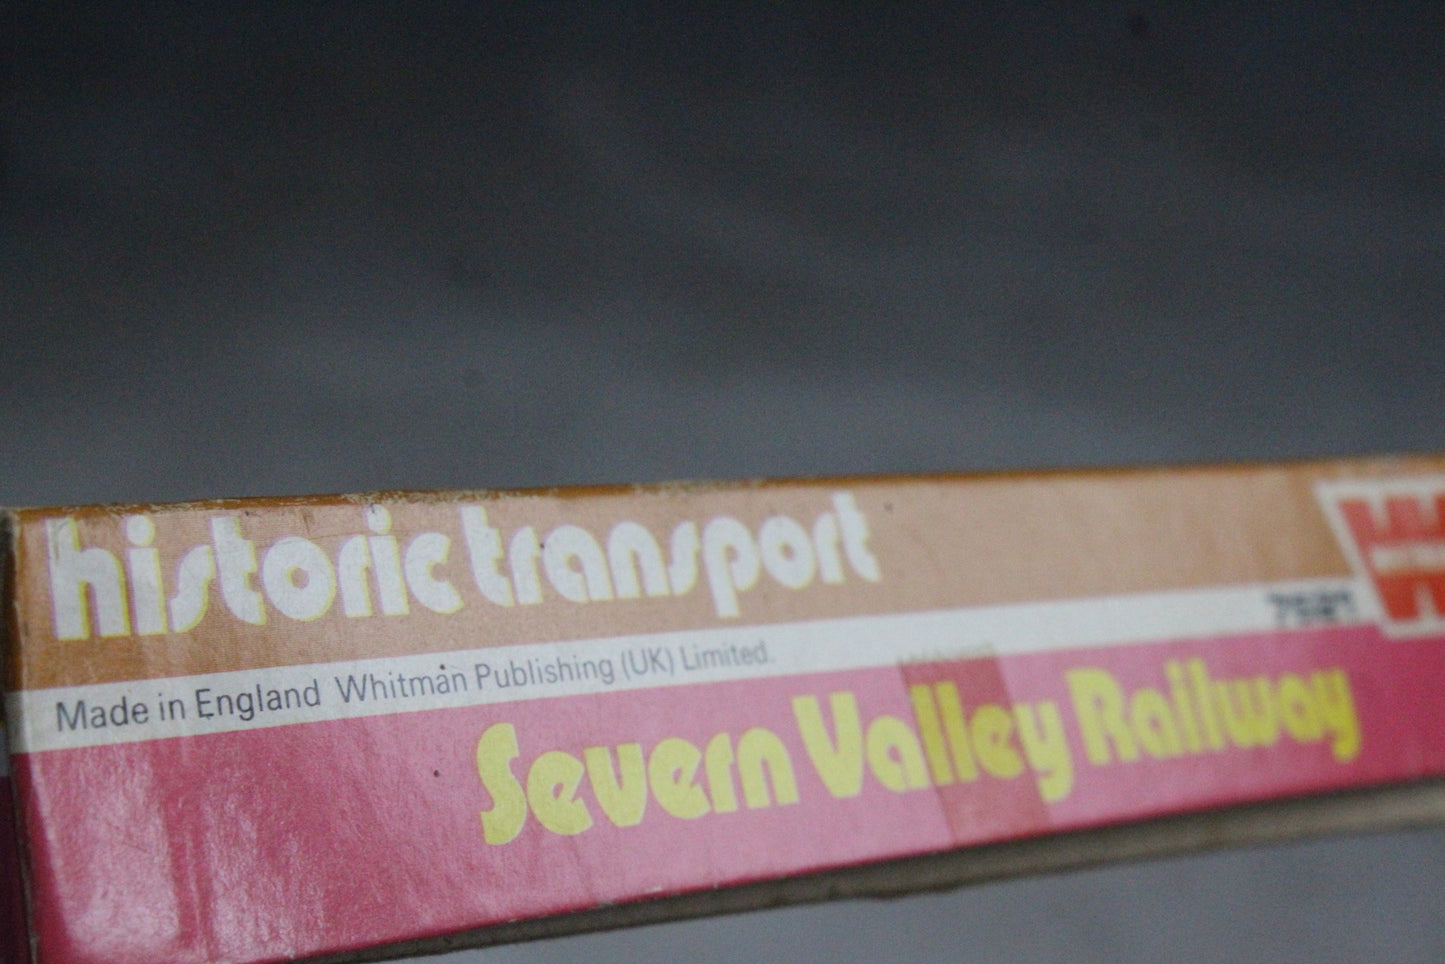 historic transport
Made in England Whitman Publishing (UK) Limited.
Severn Valley Railway